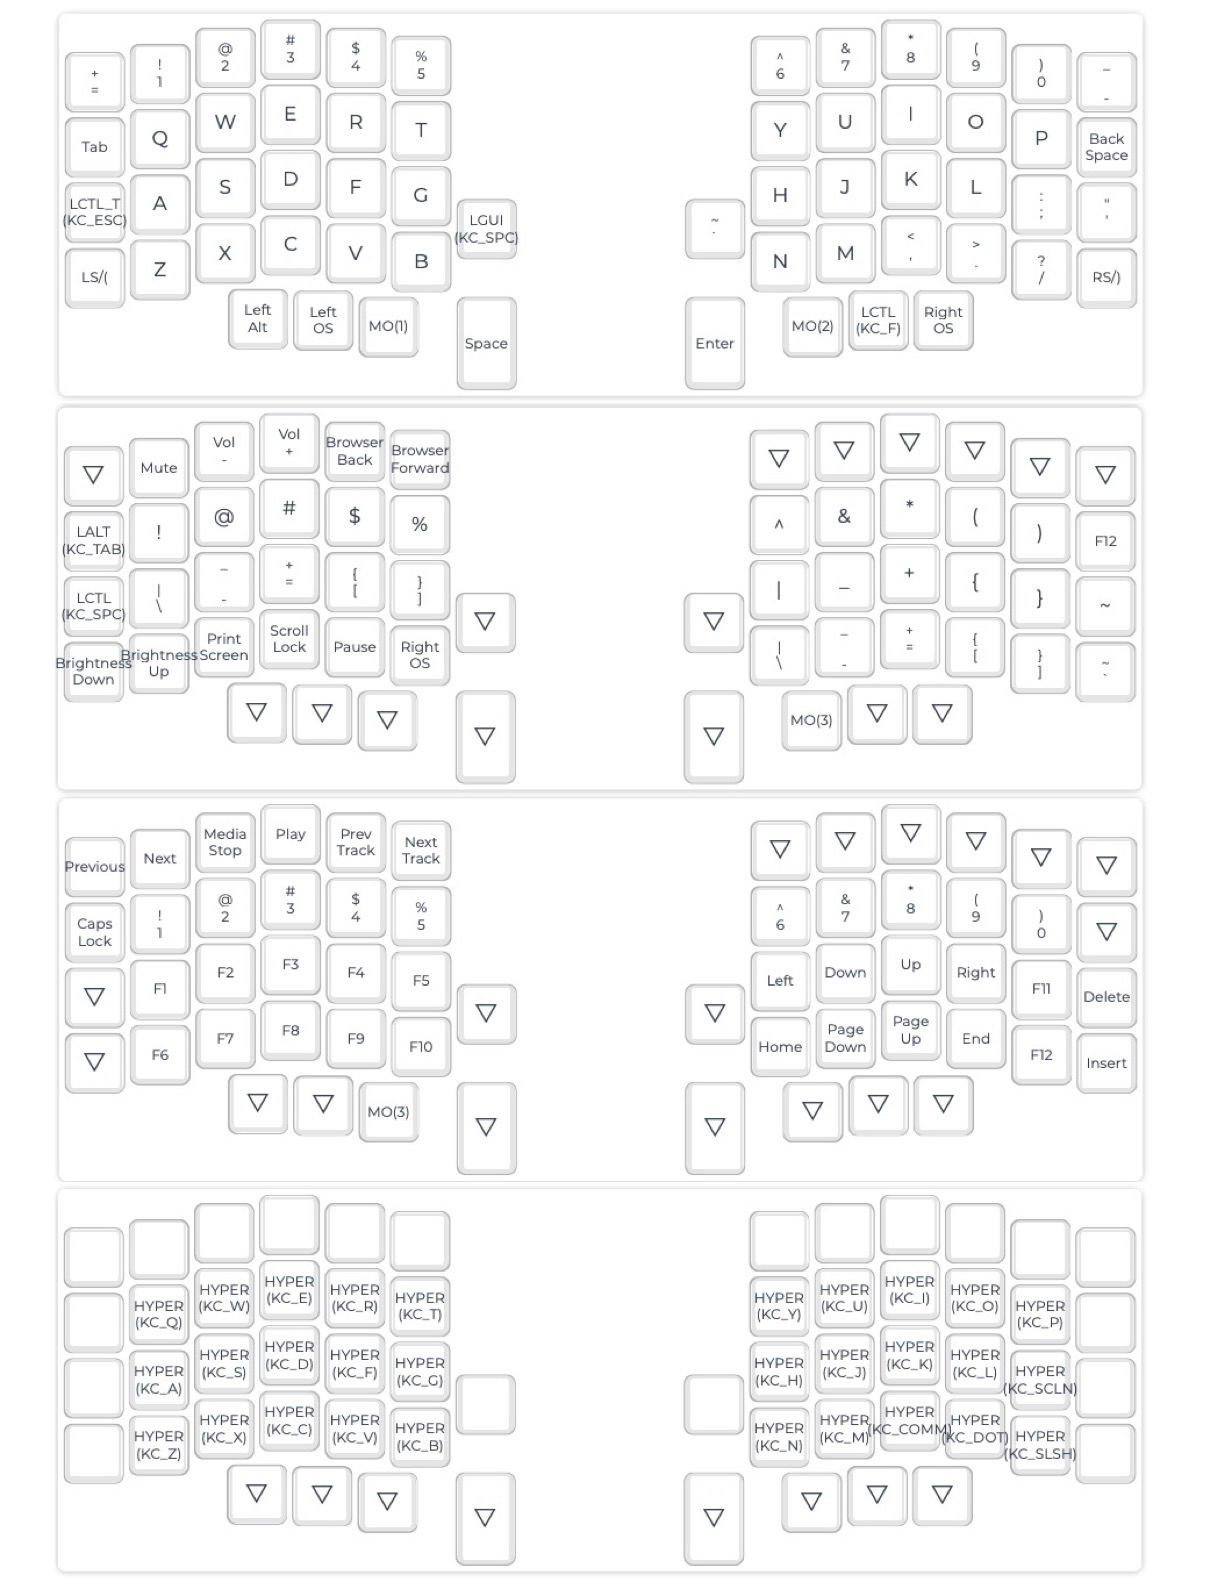 +
=
!
1
@
2
#
3
$
4
%
5
^
6
&
7
*
8
(
9
)
0
_
-
Tab
Q
W
E
R
T
Y
U
I
O
P
Back
Space
LCTL_T
(KC_ESC)
A
S
D
F
G
LGUI
(KC_SPC)
~
`
H
J
K
L
:
;
"
'
LS/(
Z
X
C
V
B
N
M
<
,
>
.
?
/
RS/)
Left
Alt
Left
OS
MO(1)
Space
Enter
MO(2)
LCTL
(KC_F)
Right
OS
▽
Mute
Vol
-
Vol
+
Browser
Back
Browser
Forward
▽
▽
▽
▽
▽
▽
LALT
(KC_TAB)
!
@
#
$
%
^
&
*
(
)
F12
LCTL
(KC_SPC)
|
\
_
-
+
=
{
[
}
]
▽
▽
|
_
+
{
}
~
Brightness
Down
Brightness
Up
Print
Screen
Scroll
Lock
Pause
Right
OS
|
\
_
-
+
=
{
[
}
]
~
`
▽
▽
▽
▽
▽
MO(3)
▽
▽
Previous
Next
Media
Stop
Play
Prev
Track
Next
Track
▽
▽
▽
▽
▽
▽
Caps
Lock
!
1
@
2
#
3
$
4
%
5
^
6
&
7
*
8
(
9
)
0
▽
▽
F1
F2
F3
F4
F5
▽
▽
Left
Down
Up
Right
F11
Delete
▽
F6
F7
F8
F9
F10
Home
Page
Down
Page
Up
End
F12
Insert
▽
▽
MO(3)
▽
▽
▽
▽
▽
HYPER
(KC_Q)
HYPER
(KC_W)
HYPER
(KC_E)
HYPER
(KC_R)
HYPER
(KC_T)
HYPER
(KC_Y)
HYPER
(KC_U)
HYPER
(KC_I)
HYPER
(KC_O)
HYPER
(KC_P)
HYPER
(KC_A)
HYPER
(KC_S)
HYPER
(KC_D)
HYPER
(KC_F)
HYPER
(KC_G)
HYPER
(KC_H)
HYPER
(KC_J)
HYPER
(KC_K)
HYPER
(KC_L)
HYPER
(KC_SCLN)
HYPER
(KC_Z)
HYPER
(KC_X)
HYPER
(KC_C)
HYPER
(KC_V)
HYPER
(KC_B)
HYPER
(KC_N)
HYPER
(KC_M)
HYPER
(KC_COMM)
HYPER
(KC_DOT)
HYPER
(KC_SLSH)
▽
▽
▽
▽
▽
▽
▽
▽